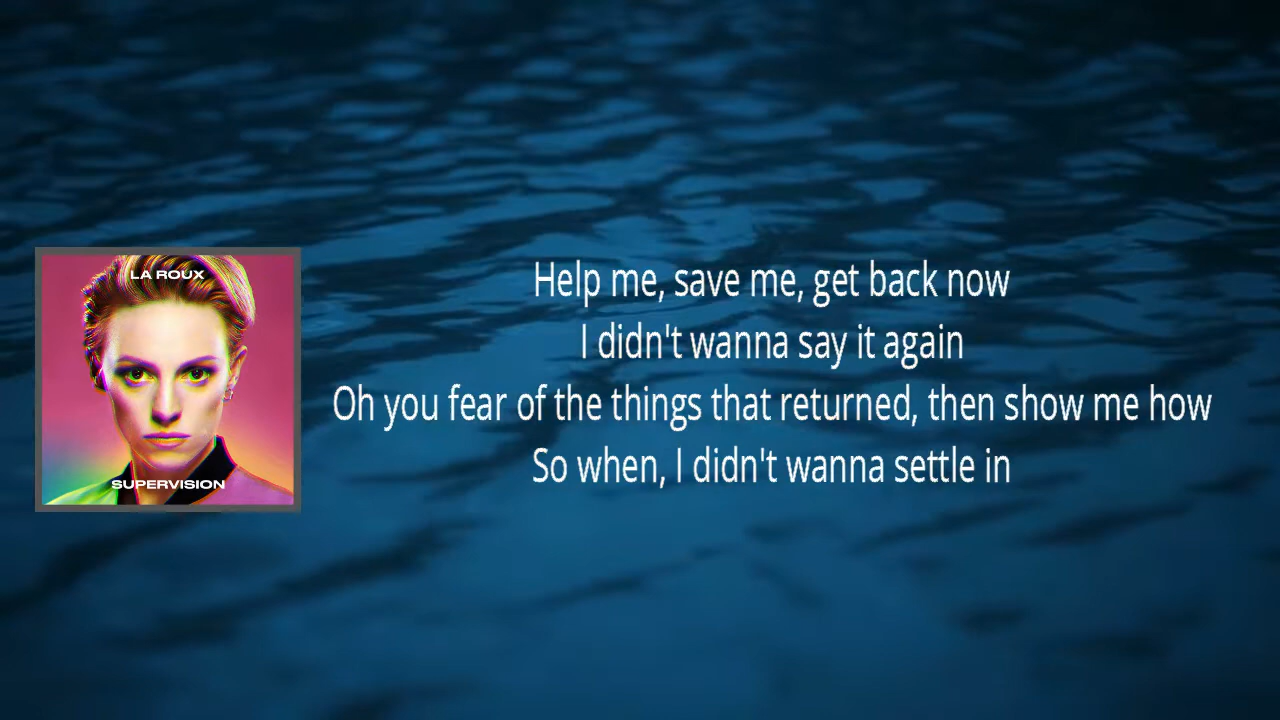 LA ROUX
SUPERVISION
Help me, save me, get back now
I didn't wanna say it again
Oh you fear of the things that returned, then show me how
So when, I didn't wanna settle in